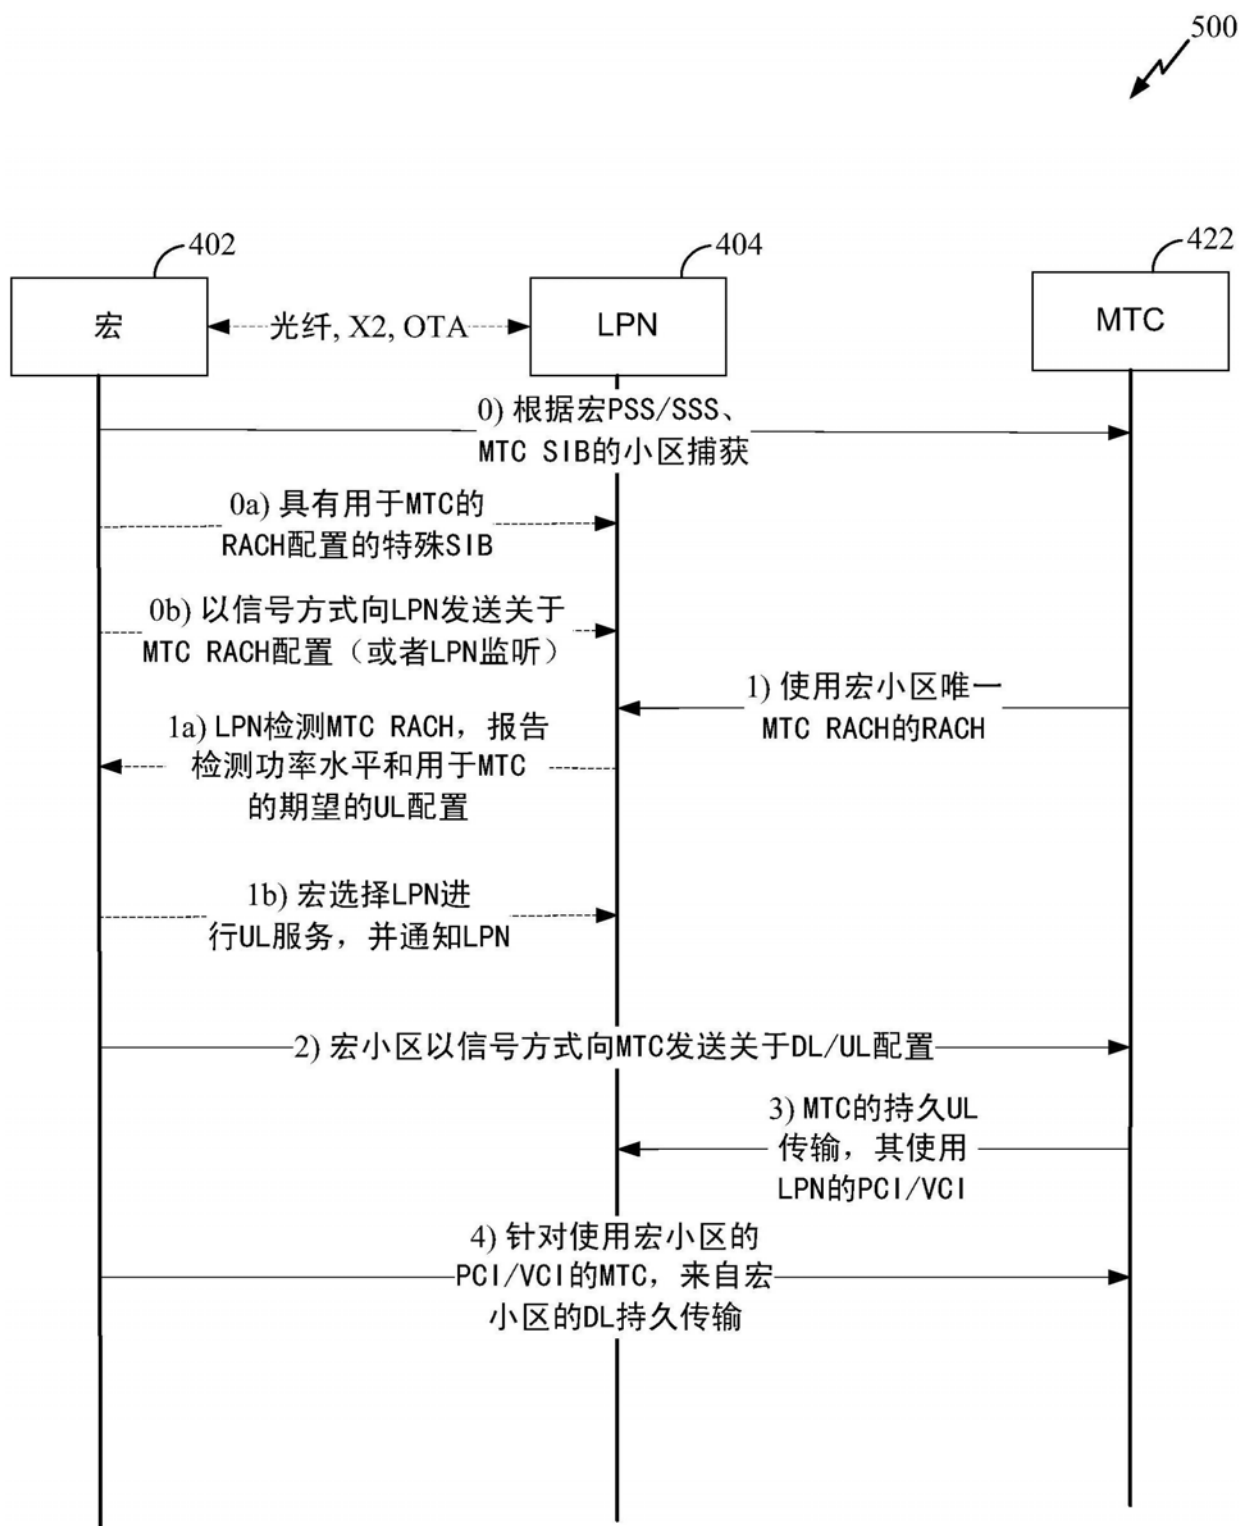 500
402
404
422
宏
光纤, X2, OTA
LPN
MTC
0) 根据宏PSS/SSS、
MTC SIB的小区捕获
0a) 具有用于MTC的
RACH配置的特殊SIB
0b) 以信号方式向LPN发送关于
MTC RACH配置（或者LPN监听）
1) 使用宏小区唯一
MTC RACH的RACH
1a) LPN检测MTC RACH，报告
检测功率水平和用于MTC
的期望的UL配置
1b) 宏选择LPN进
行UL服务，并通知LPN
2) 宏小区以信号方式向MTC发送关于DL/UL配置
3) MTC的持久UL
传输，其使用
LPN的PCI/VCI
4) 针对使用宏小区的
PCI/VCI的MTC，来自宏
小区的DL持久传输